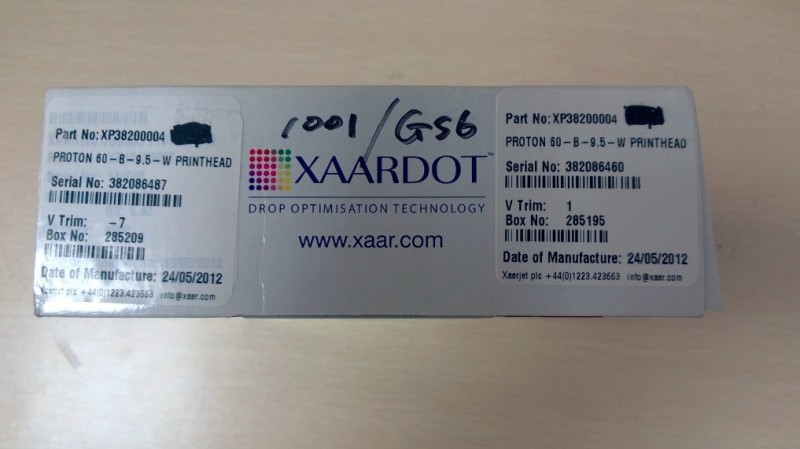 Part No: XP38200004
PROTON 60-B-9.5-W PRINTHEAD
Serial No: 382086487
V Trim: -7
Box No: 285209
Date of Manufacture: 24/05/2012
Xaarjet plc +44(0)1223.423663 info@xaar.com
1001/GS6
XAARDOT™
DROP OPTIMISATION TECHNOLOGY
www.xaar.com
Part No: XP38200004
PROTON 60-B-9.5-W PRINTHEAD
Serial No: 382086460
V Trim: 1
Box No: 285195
Date of Manufacture: 24/05/2012
Xaarjet plc +44(0)1223.423663 info@xaar.com